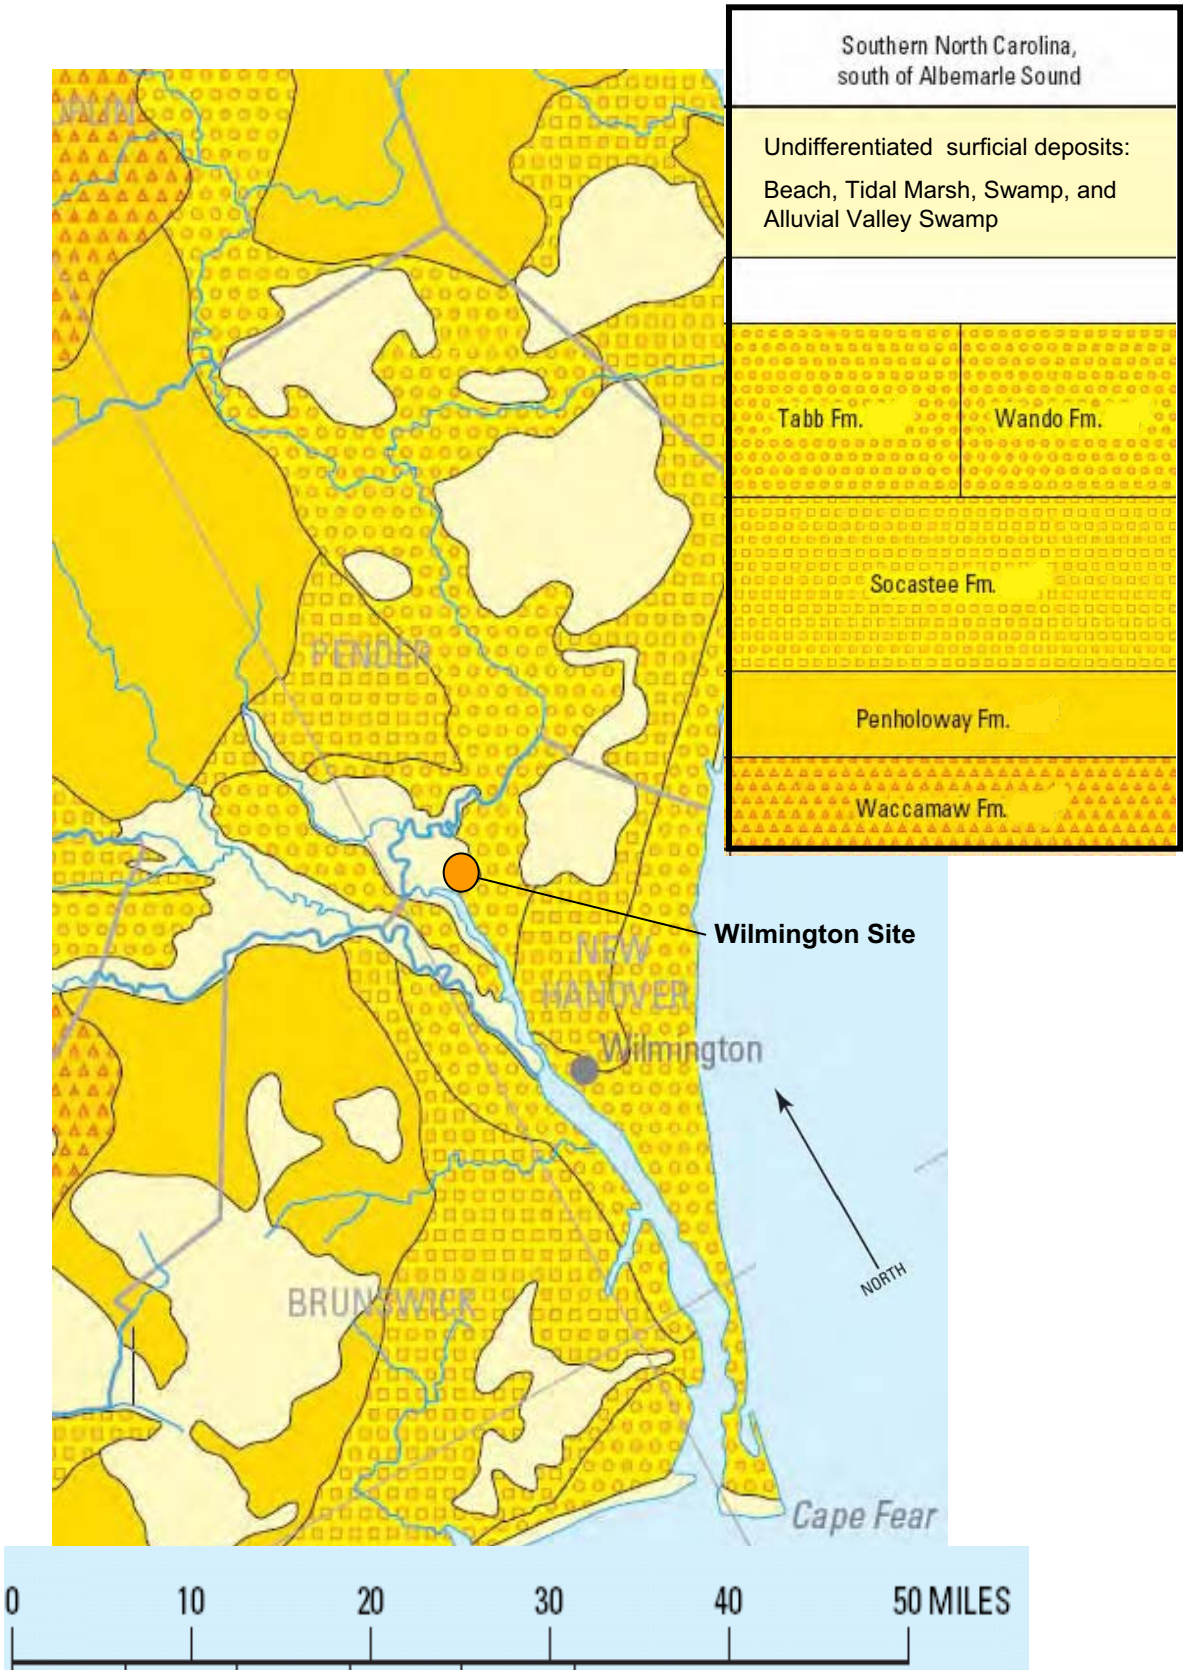 Southern North Carolina,
south of Albemarle Sound
Undifferentiated surficial deposits:
Beach, Tidal Marsh, Swamp, and
Alluvial Valley Swamp
Tabb Fm.
Wando Fm.
Socastee Fm.
Penholoway Fm.
Waccamaw Fm.
PENDER
Wilmington Site
NEW
HANOVER
Wilmington
NORTH
BRUNSWICK
Cape Fear
0 10 20 30 40 50 MILES